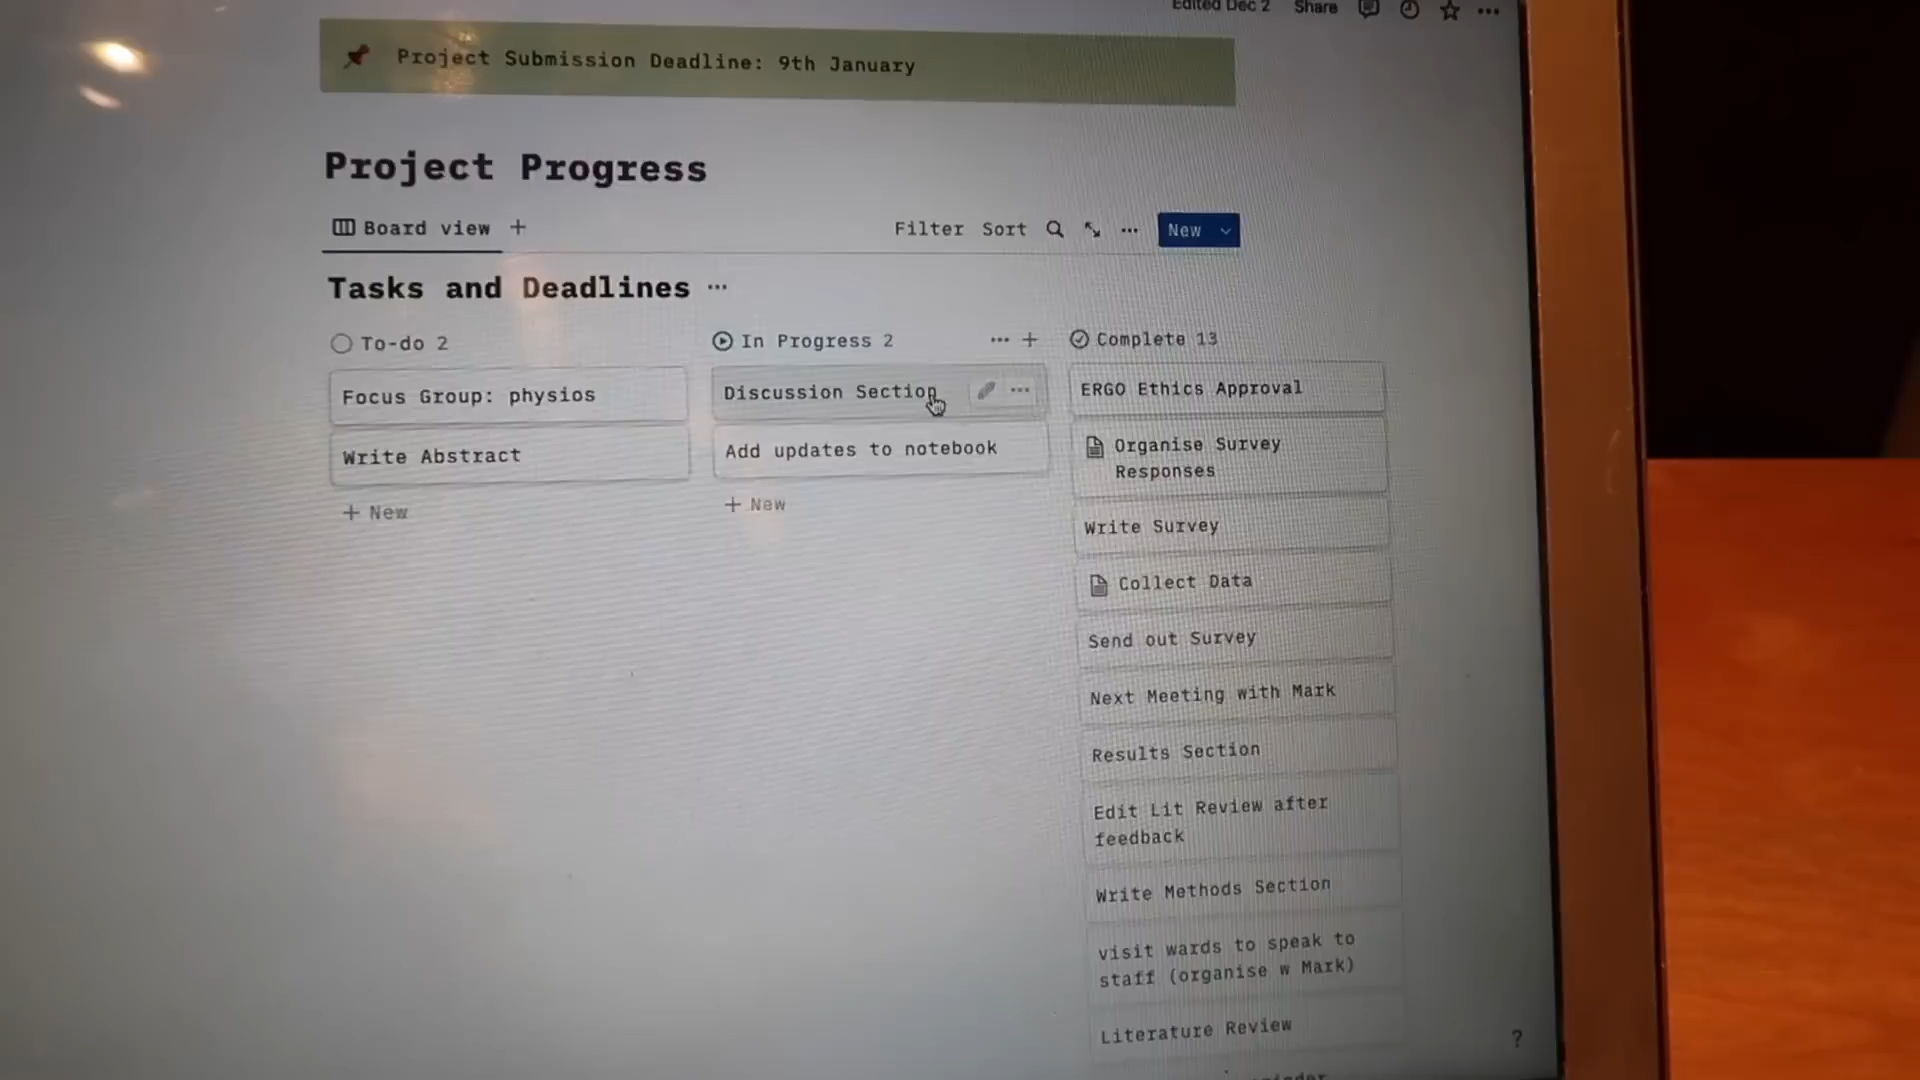 Edited Dec 2 Share
Project Submission Deadline: 9th January
Project Progress
Board view
Filter Sort New
Tasks and Deadlines
To-do 2
Focus Group: physios
Write Abstract
+ New
In Progress 2
Discussion Section
Add updates to notebook
+ New
Complete 13
ERGO Ethics Approval
Organise Survey
Responses
Write Survey
Collect Data
Send out Survey
Next Meeting with Mark
Results Section
Edit Lit Review after
feedback
Write Methods Section
visit wards to speak to
staff (organise w Mark)
Literature Review
?